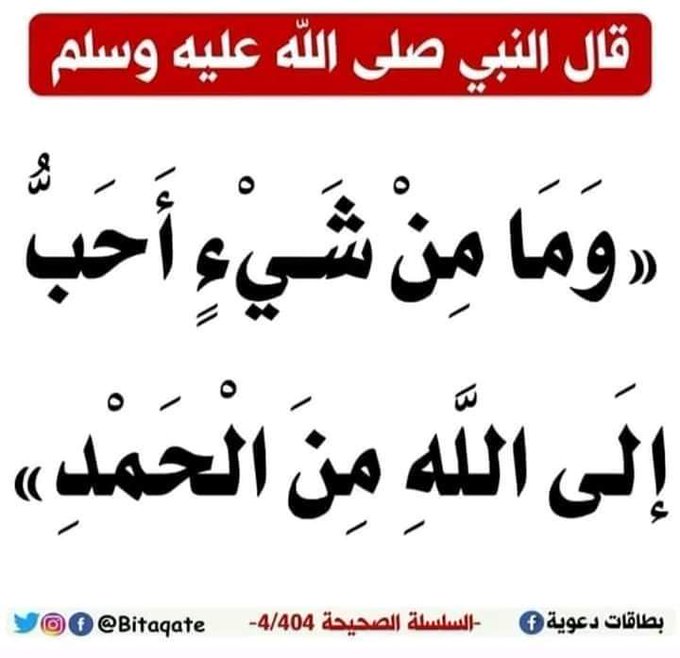 قال النبي صلى الله عليه وسلم
«وَمَا مِنْ شَيْءٍ أَحَبُّ
إِلَى اللَّهِ مِنَ الْحَمْدِ»
بطاقات دعوية -السلسلة الصحيحة 4/404- @Bitaqate